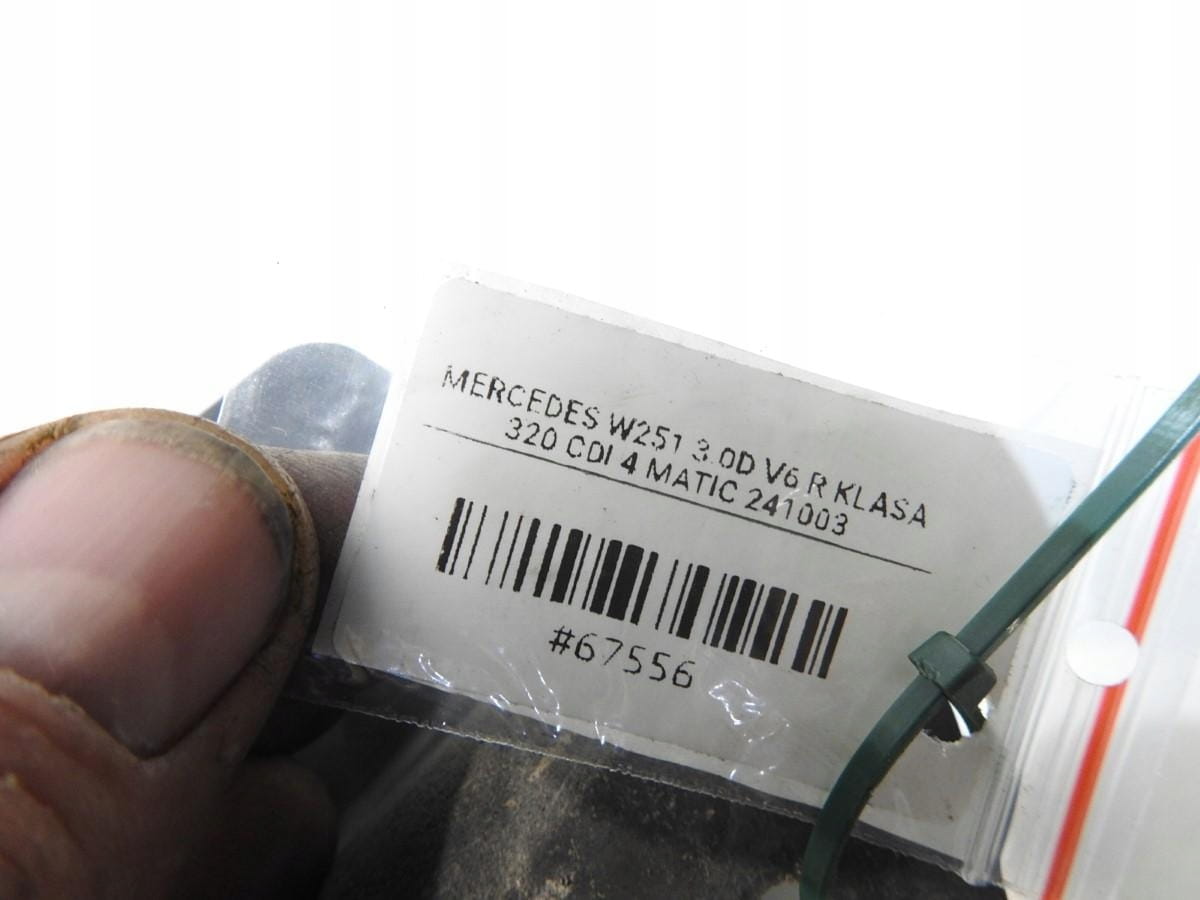 MERCEDES W251 3.0D V6 R KLASA
320 CDI 4 MATIC 241003
#67556